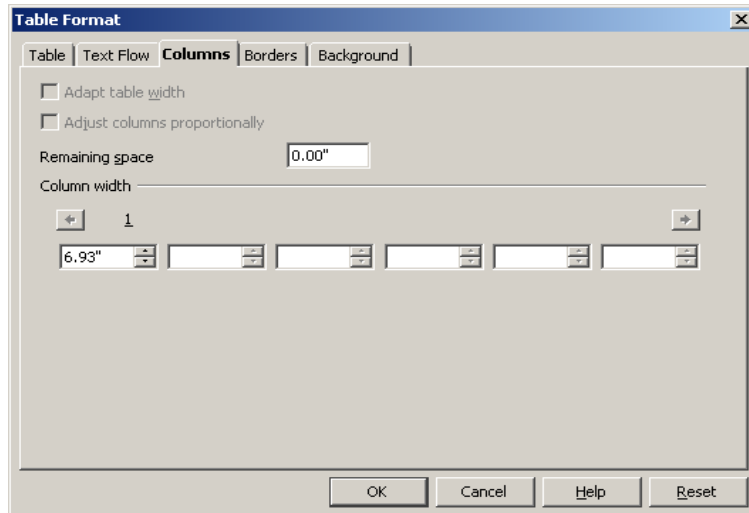 Table Format
Table Text Flow Columns Borders Background
Adapt table width
Adjust columns proportionally
Remaining space 0.00"
Column width
1
6.93"
OK Cancel Help Reset